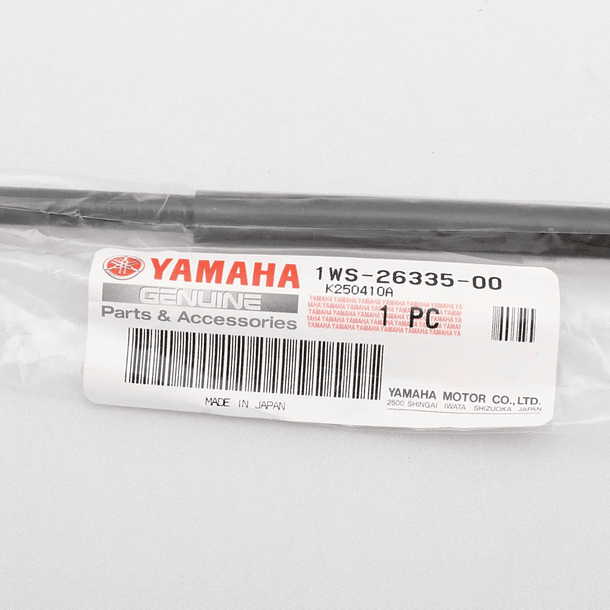 YAMAHA
GENUINE
Parts & Accessories
1WS-26335-00
K250410A
1 PC
MADE IN JAPAN
YAMAHA MOTOR CO., LTD.
2500 SHINGAI IWATA SHIZUOKA JAPAN